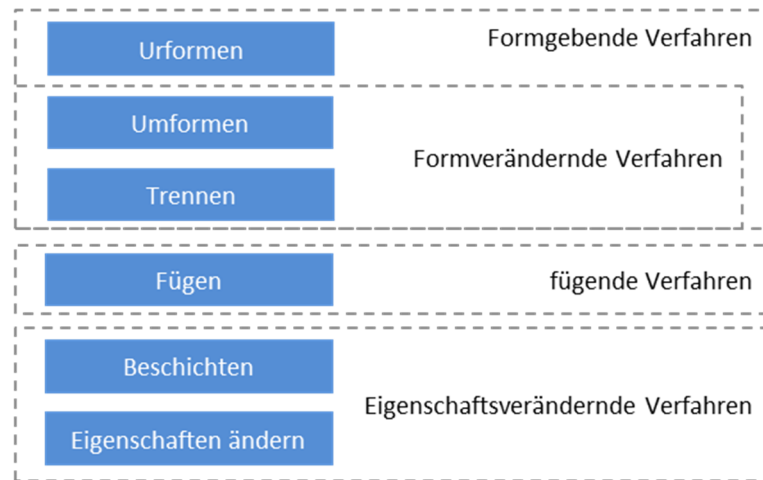 Urformen
Formgebende Verfahren
Umformen
Formverändernde Verfahren
Trennen
Fügen
fügende Verfahren
Beschichten
Eigenschaftsverändernde Verfahren
Eigenschaften ändern